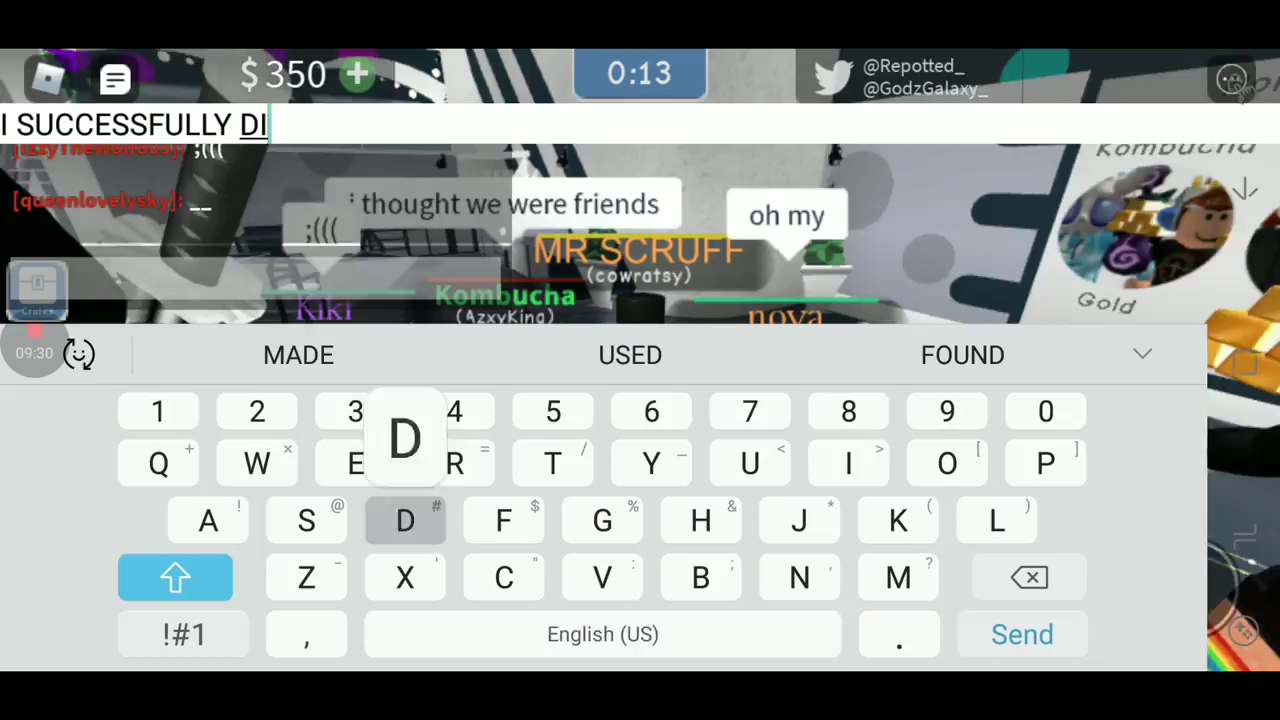 $ 350 +
0:13
@Repotted_
@GodzGalaxy_
I SUCCESSFULLY DI
[IzzyTheWolf005]: ;(((
[queenlovelysky]: __
i thought we were friends
;(((
oh my
MR SCRUFF
(cowratsy)
Kiki
Kombucha
(AzxyKing)
nova
Kombucha
Gold
Crates
09:30
MADE USED FOUND
1 2 3 4 5 6 7 8 9 0
D
Q + W × E R = T / Y _ U < I > O [ P ]
A ! S @ D # F $ G % H & J * K ( L )
Z - X ' C " V : B ; N , M ?
!#1 , English (US) . Send